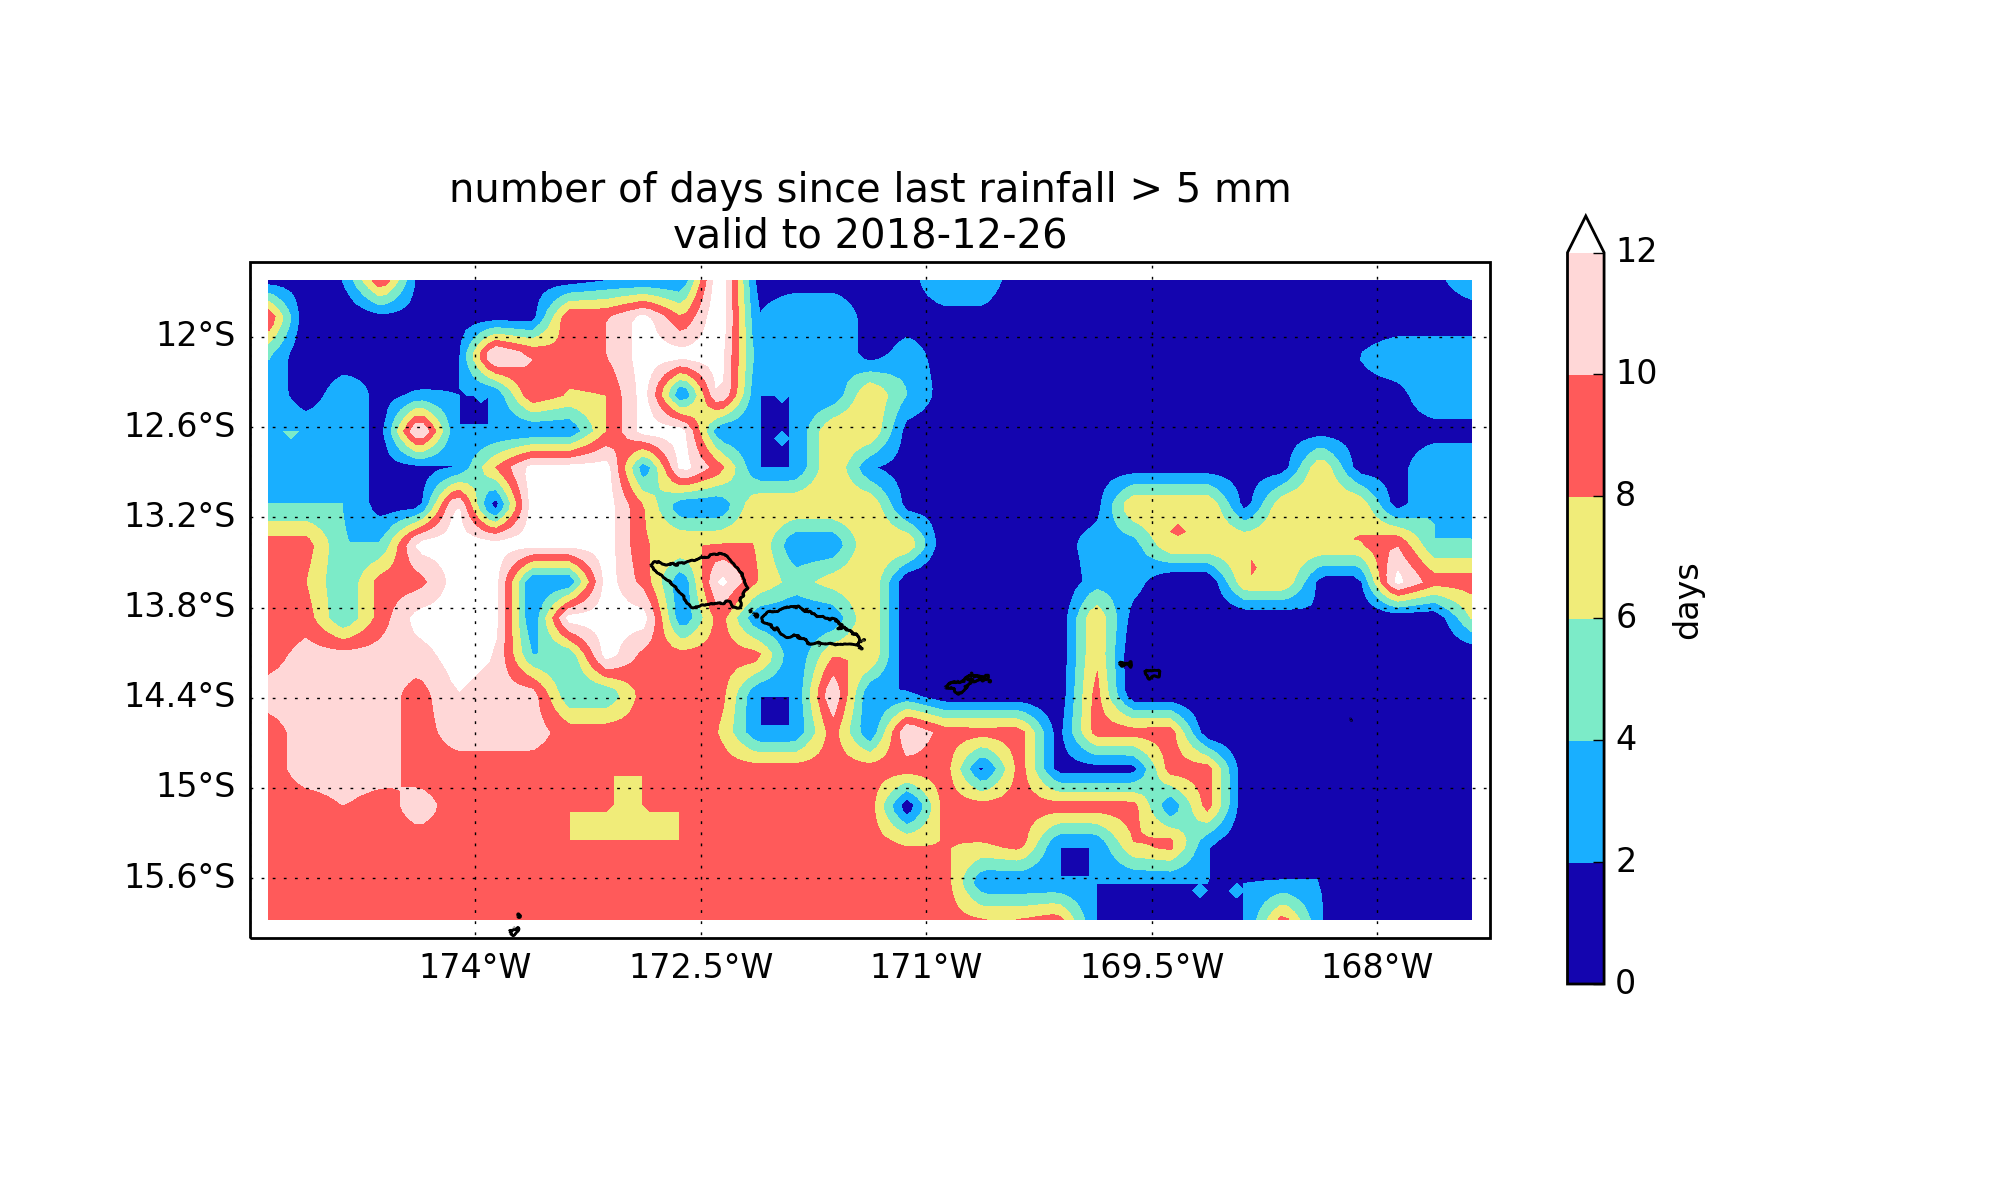 number of days since last rainfall > 5 mm
valid to 2018-12-26
12°S
12.6°S
13.2°S
13.8°S
14.4°S
15°S
15.6°S
174°W 172.5°W 171°W 169.5°W 168°W
12
10
8
6
4
2
0
days